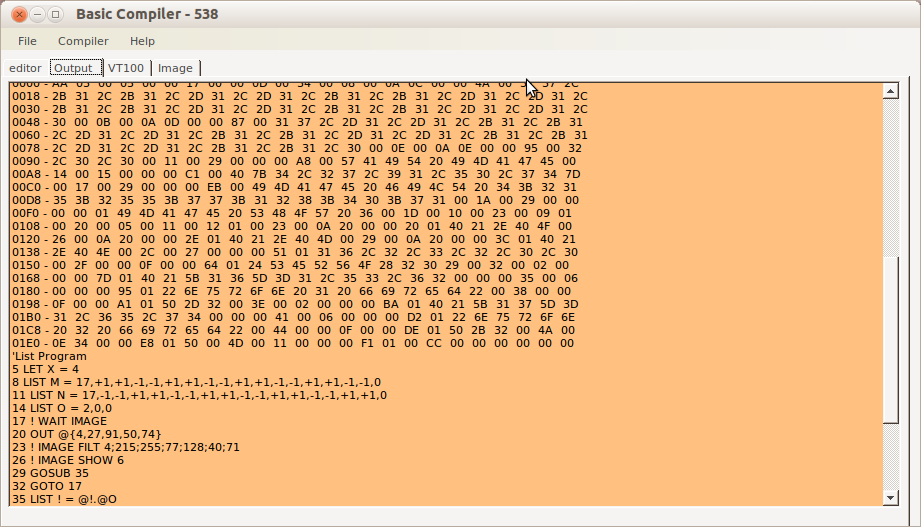 Basic Compiler - 538
File Compiler Help
editor Output VT100 Image
0018 - 2B 31 2C 2B 31 2C 2D 31 2C 2D 31 2C 2B 31 2C 2B 31 2C 2D 31 2C 2D 31 2C
0030 - 2B 31 2C 2B 31 2C 2D 31 2C 2D 31 2C 2B 31 2C 2B 31 2C 2D 31 2C 2D 31 2C
0048 - 30 00 0B 00 0A 0D 00 00 87 00 31 37 2C 2D 31 2C 2D 31 2C 2B 31 2C 2B 31
0060 - 2C 2D 31 2C 2D 31 2C 2B 31 2C 2B 31 2C 2D 31 2C 2D 31 2C 2B 31 2C 2B 31
0078 - 2C 2D 31 2C 2D 31 2C 2B 31 2C 2B 31 2C 30 00 0E 00 0A 0E 00 00 95 00 32
0090 - 2C 30 2C 30 00 11 00 29 00 00 00 A8 00 57 41 49 54 20 49 4D 41 47 45 00
00A8 - 14 00 15 00 00 00 C1 00 40 7B 34 2C 32 37 2C 39 31 2C 35 30 2C 37 34 7D
00C0 - 00 17 00 29 00 00 00 EB 00 49 4D 41 47 45 20 46 49 4C 54 20 34 3B 32 31
00D8 - 35 3B 32 35 35 3B 37 37 3B 31 32 38 3B 34 30 3B 37 31 00 1A 00 29 00 00
00F0 - 00 00 01 49 4D 41 47 45 20 53 48 4F 57 20 36 00 1D 00 10 00 23 00 09 01
0108 - 00 20 00 05 00 11 00 12 01 00 23 00 0A 20 00 00 20 01 40 21 2E 40 4F 00
0120 - 26 00 0A 20 00 00 2E 01 40 21 2E 40 4D 00 29 00 0A 20 00 00 3C 01 40 21
0138 - 2E 40 4E 00 2C 00 27 00 00 00 51 01 31 36 2C 32 2C 33 2C 32 2C 30 2C 30
0150 - 00 2F 00 00 0F 00 00 64 01 24 53 45 52 56 4F 28 32 30 29 00 32 00 02 00
0168 - 00 00 7D 01 40 21 5B 31 36 5D 3D 31 2C 35 33 2C 36 32 00 00 00 35 00 06
0180 - 00 00 00 95 01 22 6E 75 72 6F 6E 20 31 20 66 69 72 65 64 22 00 38 00 00
0198 - 0F 00 00 A1 01 50 2D 32 00 3E 00 02 00 00 00 BA 01 40 21 5B 31 37 5D 3D
01B0 - 31 2C 36 35 2C 37 34 00 00 00 41 00 06 00 00 00 D2 01 22 6E 75 72 6F 6E
01C8 - 20 32 20 66 69 72 65 64 22 00 44 00 00 0F 00 00 DE 01 50 2B 32 00 4A 00
01E0 - 0E 34 00 00 E8 01 50 00 4D 00 11 00 00 00 F1 01 00 CC 00 00 00 00 00 00
'List Program
5 LET X = 4
8 LIST M = 17,+1,+1,-1,-1,+1,+1,-1,-1,+1,+1,-1,-1,+1,+1,-1,-1,0
11 LIST N = 17,-1,-1,+1,+1,-1,-1,+1,+1,-1,-1,+1,+1,-1,-1,+1,+1,0
14 LIST O = 2,0,0
17 ! WAIT IMAGE
20 OUT @{4,27,91,50,74}
23 ! IMAGE FILT 4;215;255;77;128;40;71
26 ! IMAGE SHOW 6
29 GOSUB 35
32 GOTO 17
35 LIST ! = @!.@O